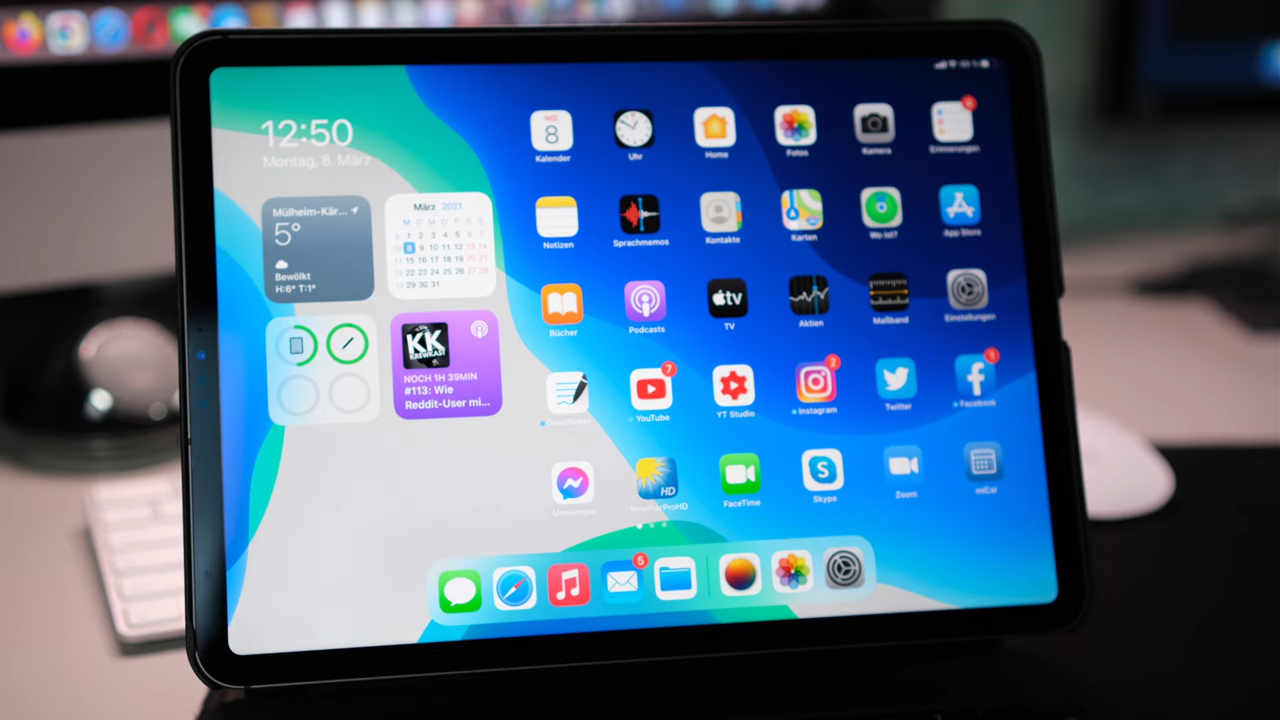 12:50
Montag, 8. März
Mülheim-Kär...
5°
Bewölkt
H:6° T:1°
März 2021
M D M D F S S
1 2 3 4 5 6 7
8 9 10 11 12 13 14
15 16 17 18 19 20 21
22 23 24 25 26 27 28
29 30 31
KK
KREWKAST
NOCH 1H 39MIN
#113: Wie
Reddit-User mi...
MO
8
Kalender
Uhr
Home
Fotos
Kamera
Erinnerungen
Notizen
Sprachmemos
Kontakte
Karten
Wo ist?
App Store
Bücher
Podcasts
tv
TV
Aktien
Maßband
Einstellungen
GoodNotes
7
YouTube
YT Studio
2
Instagram
Twitter
1
Facebook
Messenger
HD
WeatherProHD
FaceTime
S
Skype
Zoom
miCal
5